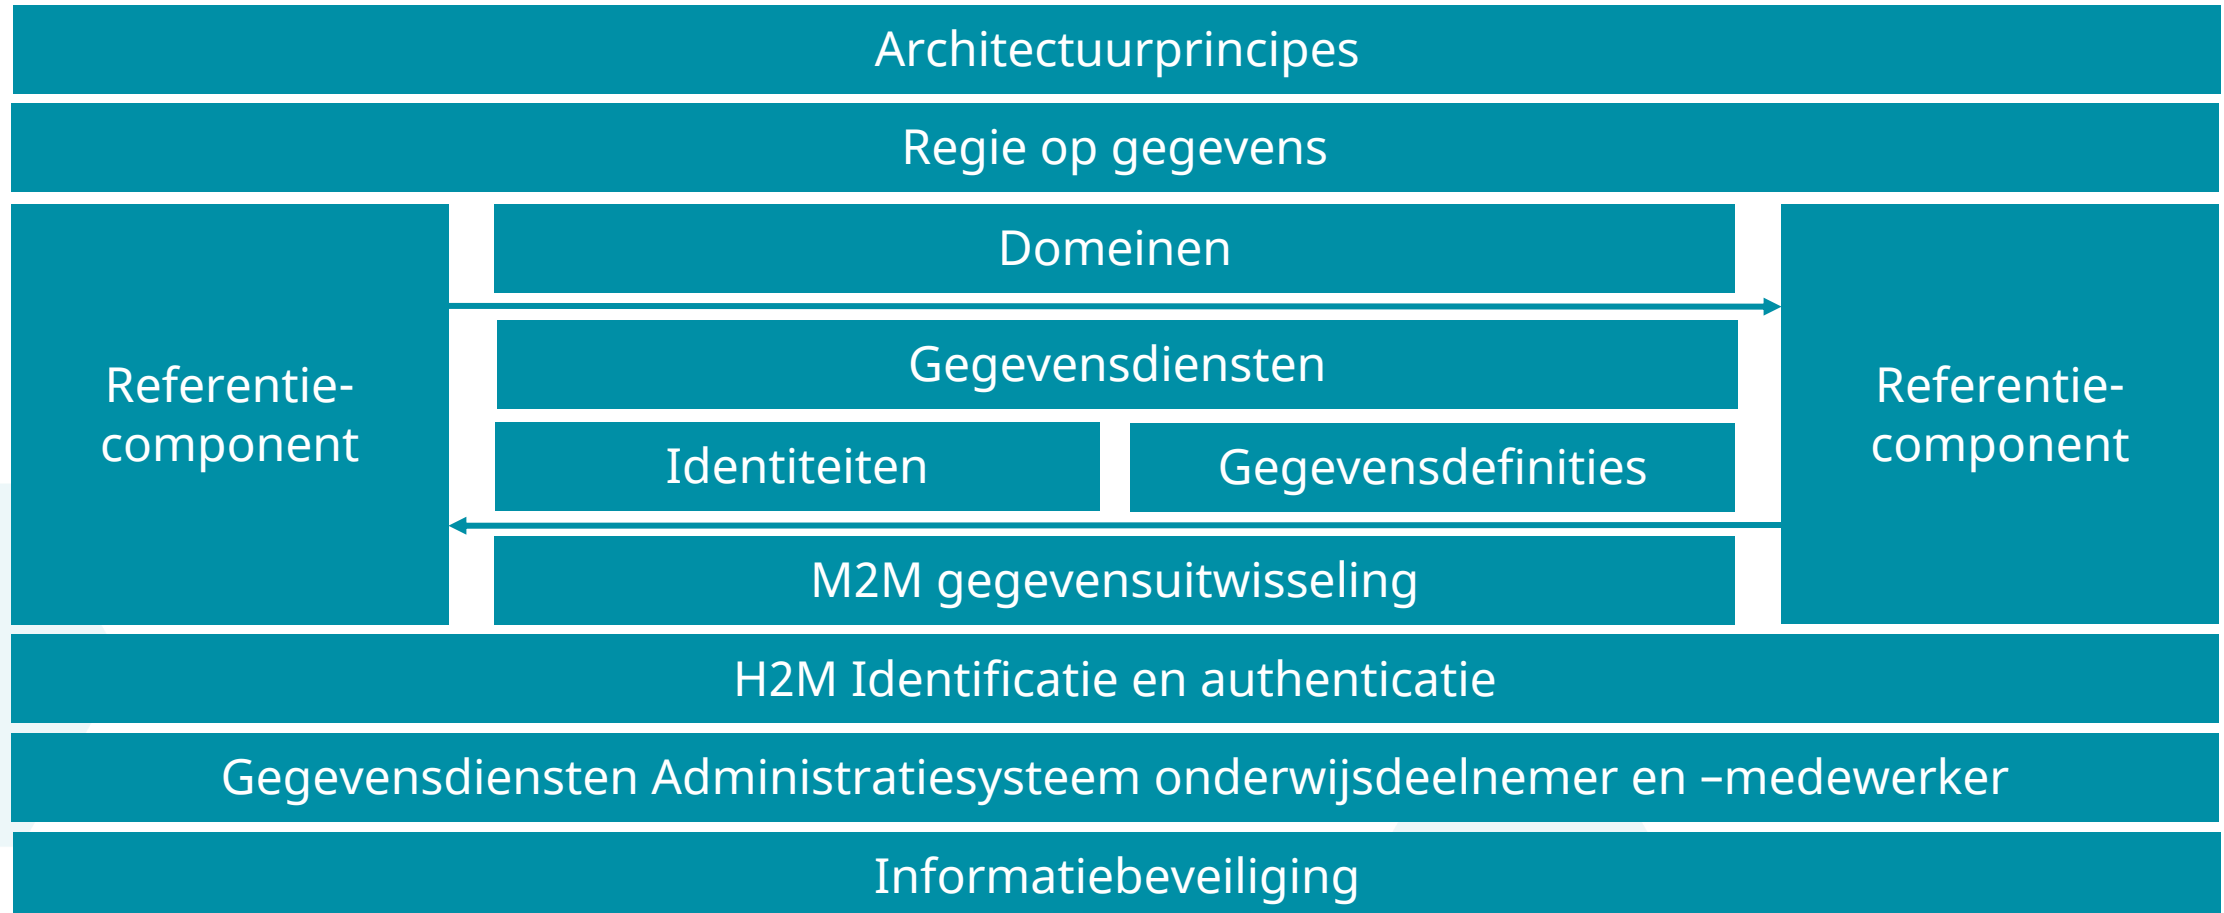 Architectuurprincipes
Regie op gegevens
Referentie-
component
Domeinen
Gegevensdiensten
Identiteiten
Gegevensdefinities
M2M gegevensuitwisseling
Referentie-
component
H2M Identificatie en authenticatie
Gegevensdiensten Administratiesysteem onderwijsdeelnemer en –medewerker
Informatiebeveiliging